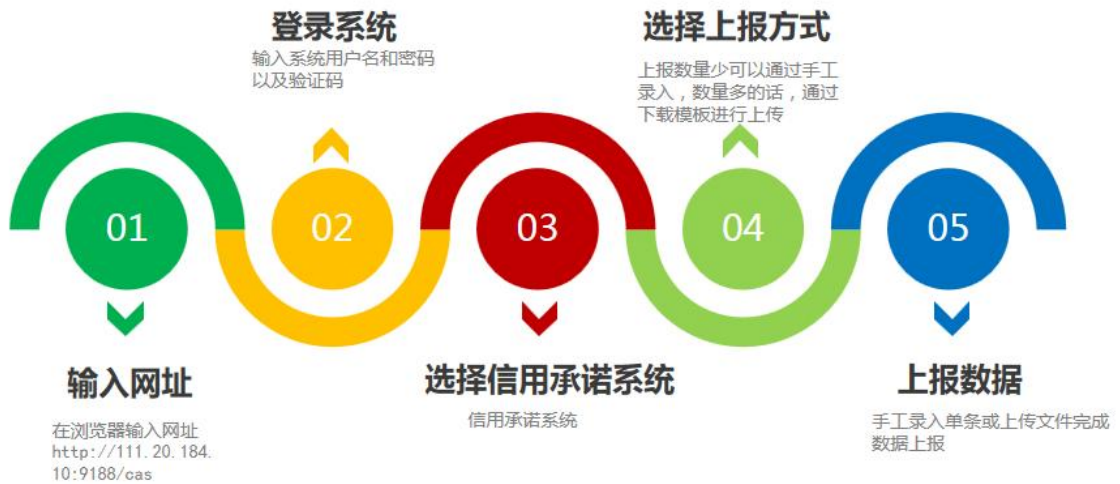 登录系统
输入系统用户名和密码
以及验证码
选择上报方式
上报数量少可以通过手工
录入，数量多的话，通过
下载模板进行上传
01
02
03
04
05
输入网址
在浏览器输入网址
http://111.20.184.
10:9188/cas
选择信用承诺系统
信用承诺系统
上报数据
手工录入单条或上传文件完成
数据上报